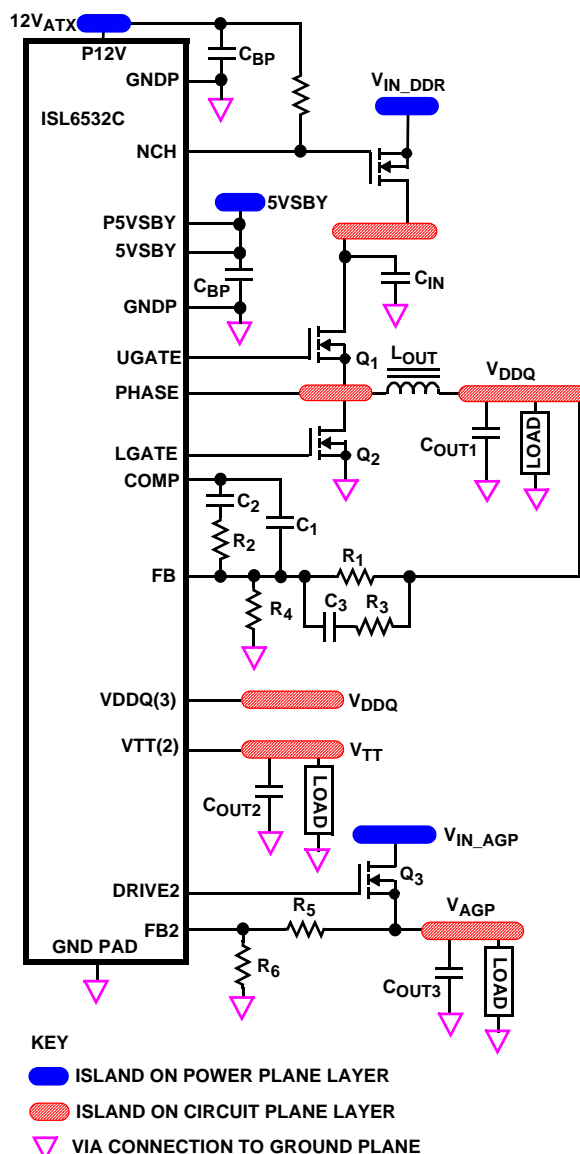 12VATX
P12V
CBP
GNDP
VIN_DDR
ISL6532C
NCH
5VSBY
P5VSBY
5VSBY
CIN
CBP
GNDP
UGATE
Q1
LOUT
VDDQ
PHASE
COUT1
LOAD
LGATE
Q2
COMP
C2
C1
R2
R1
FB
C3
R3
R4
VDDQ(3)
VDDQ
VTT(2)
VTT
COUT2
LOAD
VIN_AGP
Q3
DRIVE2
R5
VAGP
FB2
GND PAD
R6
COUT3
LOAD
KEY
ISLAND ON POWER PLANE LAYER
ISLAND ON CIRCUIT PLANE LAYER
VIA CONNECTION TO GROUND PLANE